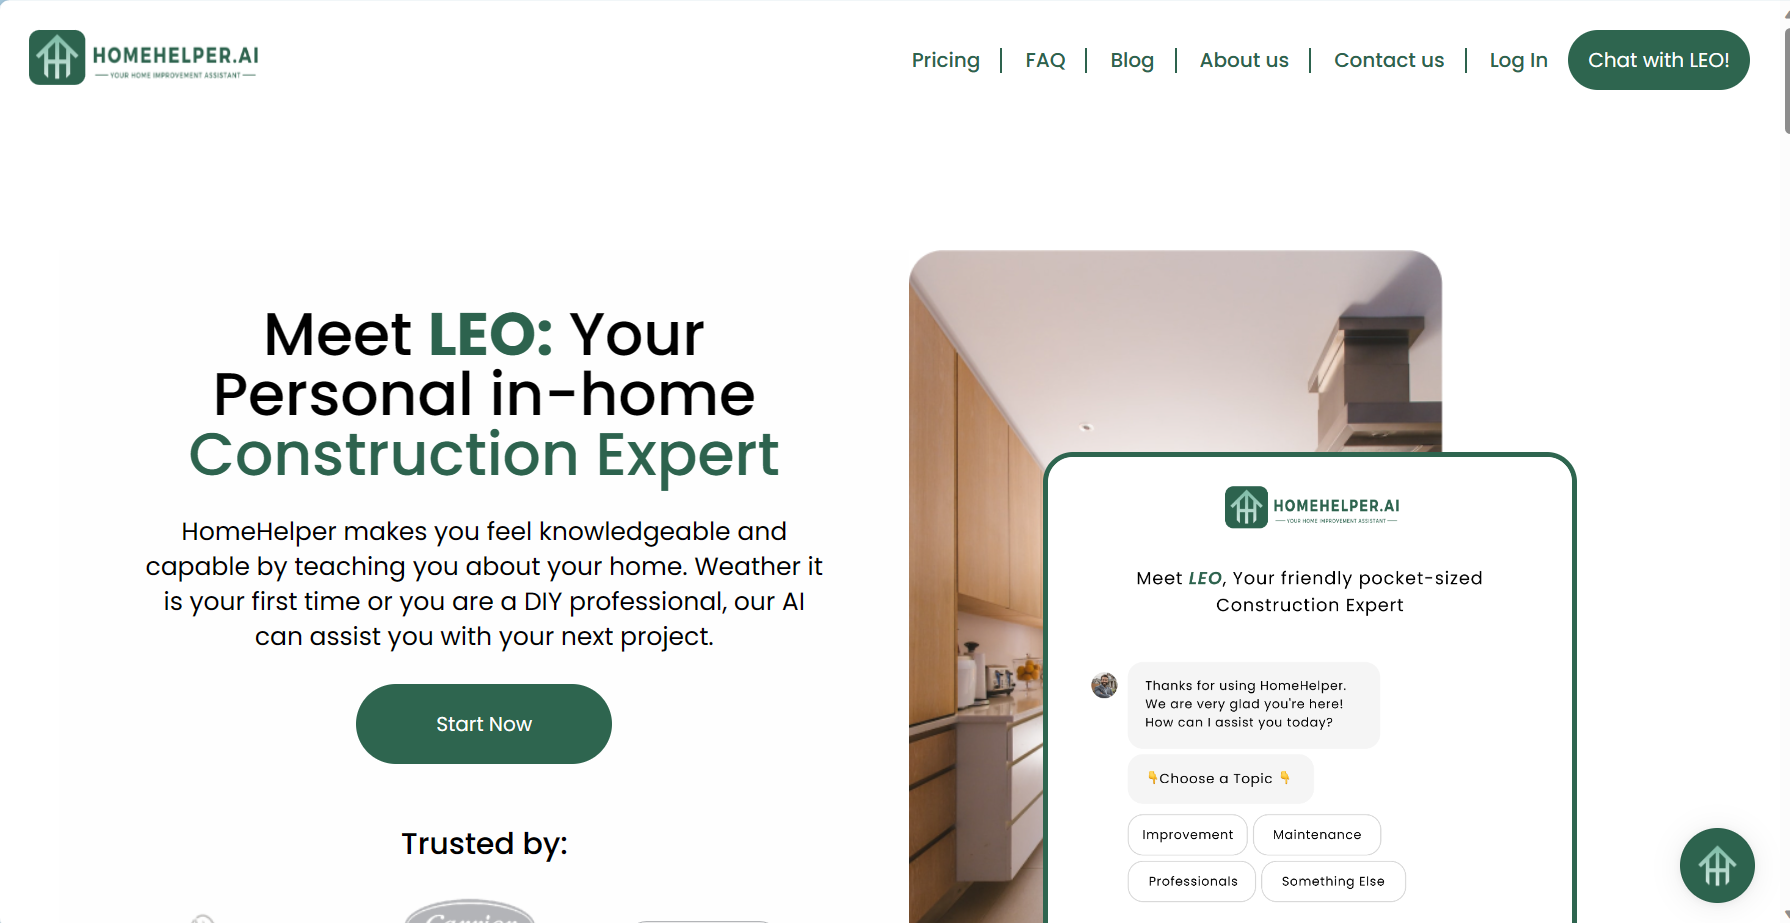 HOMEHELPER.AI
YOUR HOME IMPROVEMENT ASSISTANT
Pricing
FAQ
Blog
About us
Contact us
Log In
Chat with LEO!
Meet LEO: Your
Personal in-home
Construction Expert
HomeHelper makes you feel knowledgeable and
capable by teaching you about your home. Weather it
is your first time or you are a DIY professional, our AI
can assist you with your next project.
Start Now
Trusted by:
Carrier
HOMEHELPER.AI
YOUR HOME IMPROVEMENT ASSISTANT
Meet LEO, Your friendly pocket-sized
Construction Expert
Thanks for using HomeHelper.
We are very glad you're here!
How can I assist you today?
👇Choose a Topic 👇
Improvement
Maintenance
Professionals
Something Else